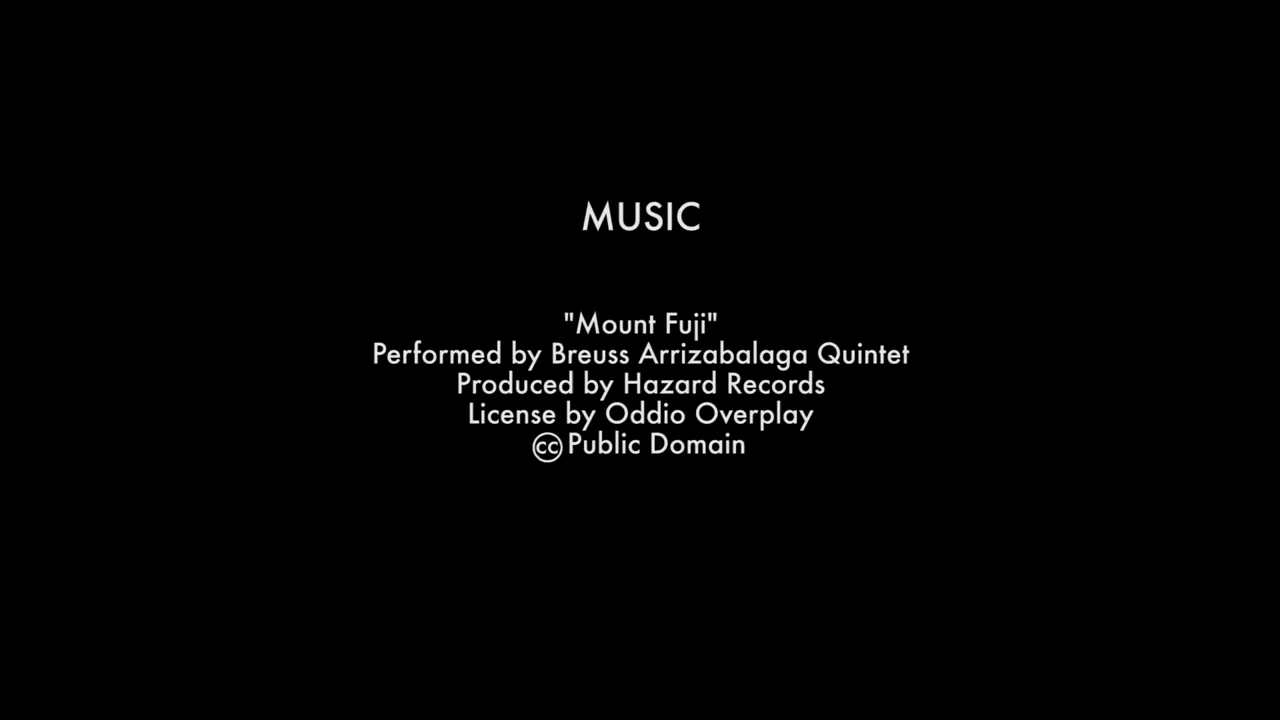 MUSIC
"Mount Fuji"
Performed by Breuss Arrizabalaga Quintet
Produced by Hazard Records
License by Oddio Overplay
cc Public Domain